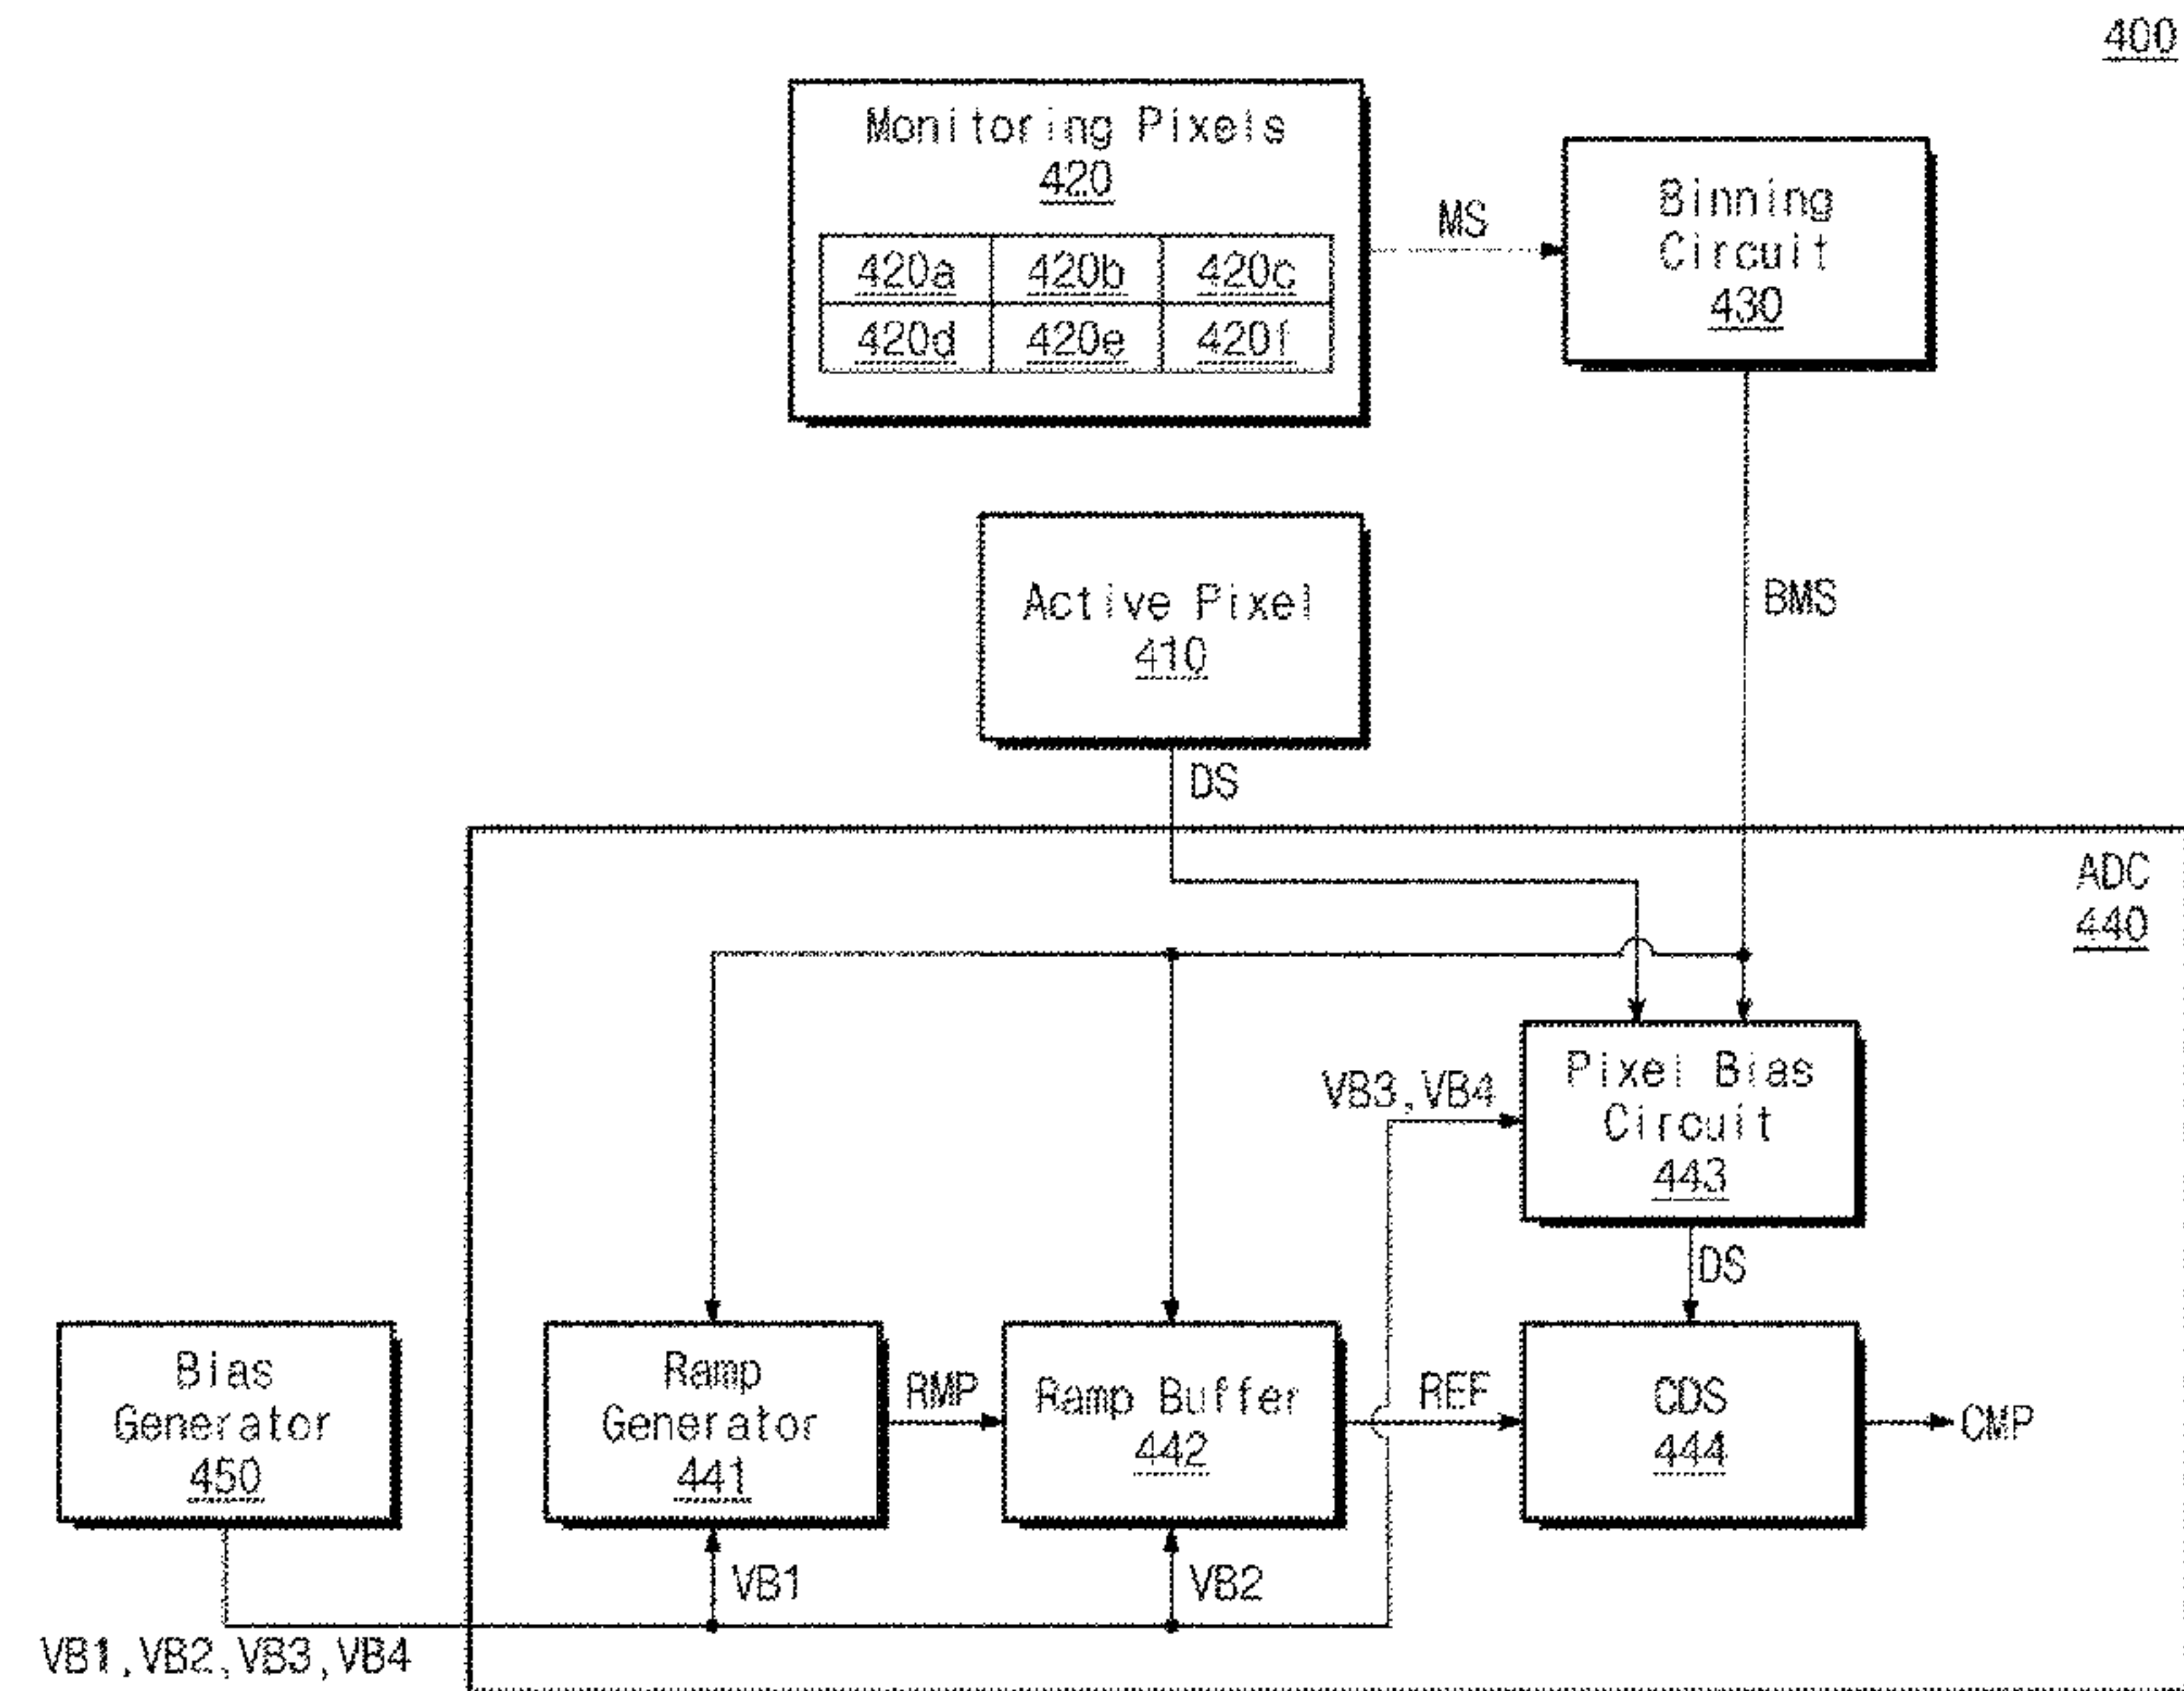 400
Monitoring Pixels
420
420a 420b 420c
420d 420e 420f
MS
Binning
Circuit
430
BMS
Active Pixel
410
DS
ADC
440
Pixel Bias
Circuit
443
VB3,VB4
DS
Bias
Generator
450
Ramp
Generator
441
RMP
Ramp Buffer
442
REF
CDS
444
CMP
VB1
VB2
VB1,VB2,VB3,VB4